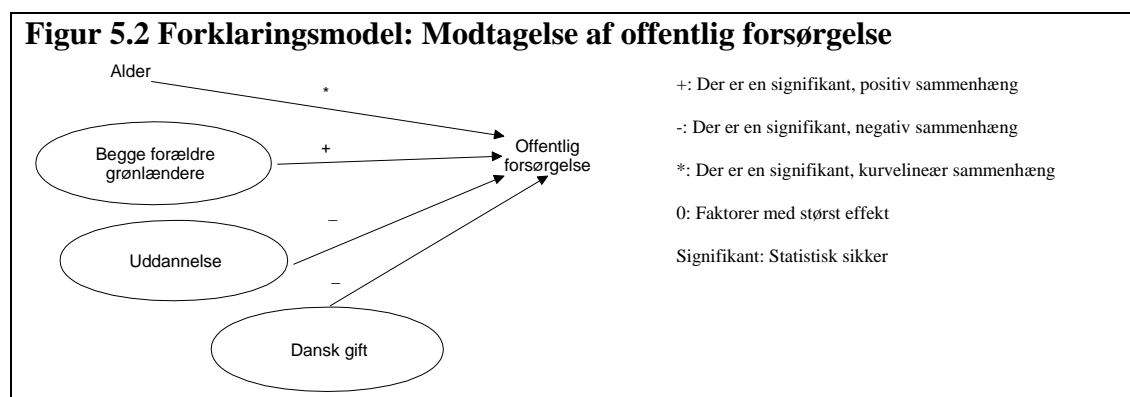 Figur 5.2 Forklaringsmodel: Modtagelse af offentlig forsørgelse
Alder
*
Begge forældre
grønlændere
+
Offentlig
forsørgelse
–
Uddannelse
–
Dansk gift
+: Der er en signifikant, positiv sammenhæng
-: Der er en signifikant, negativ sammenhæng
*: Der er en signifikant, kurvelineær sammenhæng
0: Faktorer med størst effekt
Signifikant: Statistisk sikker